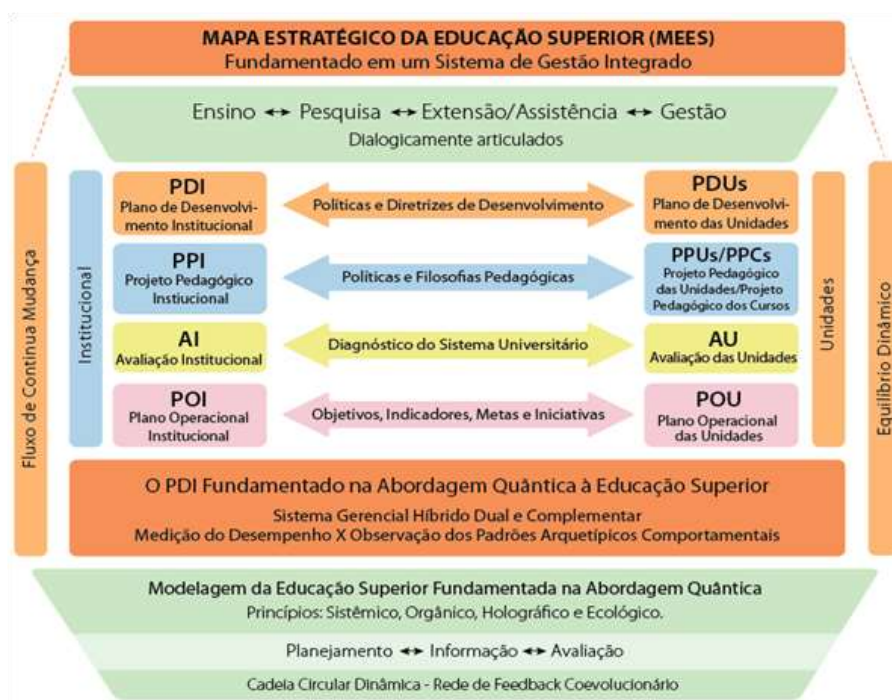 MAPA ESTRATÉGICO DA EDUCAÇÃO SUPERIOR (MEES)
Fundamentado em um Sistema de Gestão Integrado
Ensino ↔ Pesquisa ↔ Extensão/Assistência ↔ Gestão
Dialogicamente articulados
Fluxo de Continua Mudança
Institucional
PDI
Plano de Desenvolvi-
mento Institucional
Políticas e Diretrizes de Desenvolvimento
PDUs
Plano de Desenvolvi-
mento das Unidades
PPI
Projeto Pedagógico
Instiucional
Políticas e Filosofias Pedagógicas
PPUs/PPCs
Projeto Pedagógico
das Unidades/Projeto
Pedagógico dos Cursos
AI
Avaliação Institucional
Diagnóstico do Sistema Universitário
AU
Avaliação das Unidades
POI
Plano Operacional
Institucional
Objetivos, Indicadores, Metas e Iniciativas
POU
Plano Operacional
das Unidades
Unidades
Equilíbrio Dinâmico
O PDI Fundamentado na Abordagem Quântica à Educação Superior
Sistema Gerencial Híbrido Dual e Complementar
Medição do Desempenho X Observação dos Padrões Arquetípicos Comportamentais
Modelagem da Educação Superior Fundamentada na Abordagem Quântica
Princípios: Sistêmico, Orgânico, Holográfico e Ecológico.
Planejamento ↔ Informação ↔ Avaliação
Cadeia Circular Dinâmica - Rede de Feedback Coevolucionário